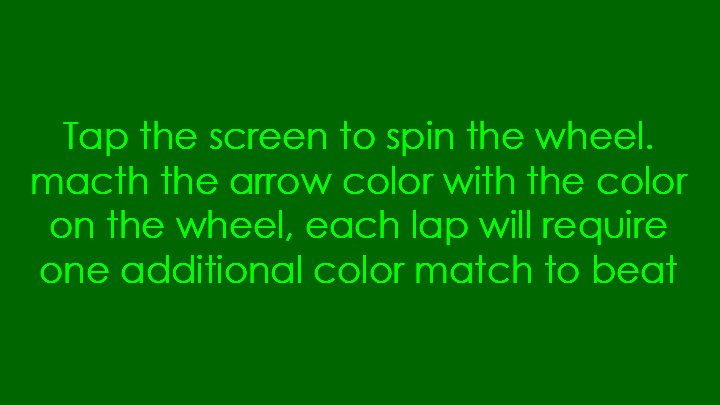 Tap the screen to spin the wheel.
macth the arrow color with the color
on the wheel, each lap will require
one additional color match to beat